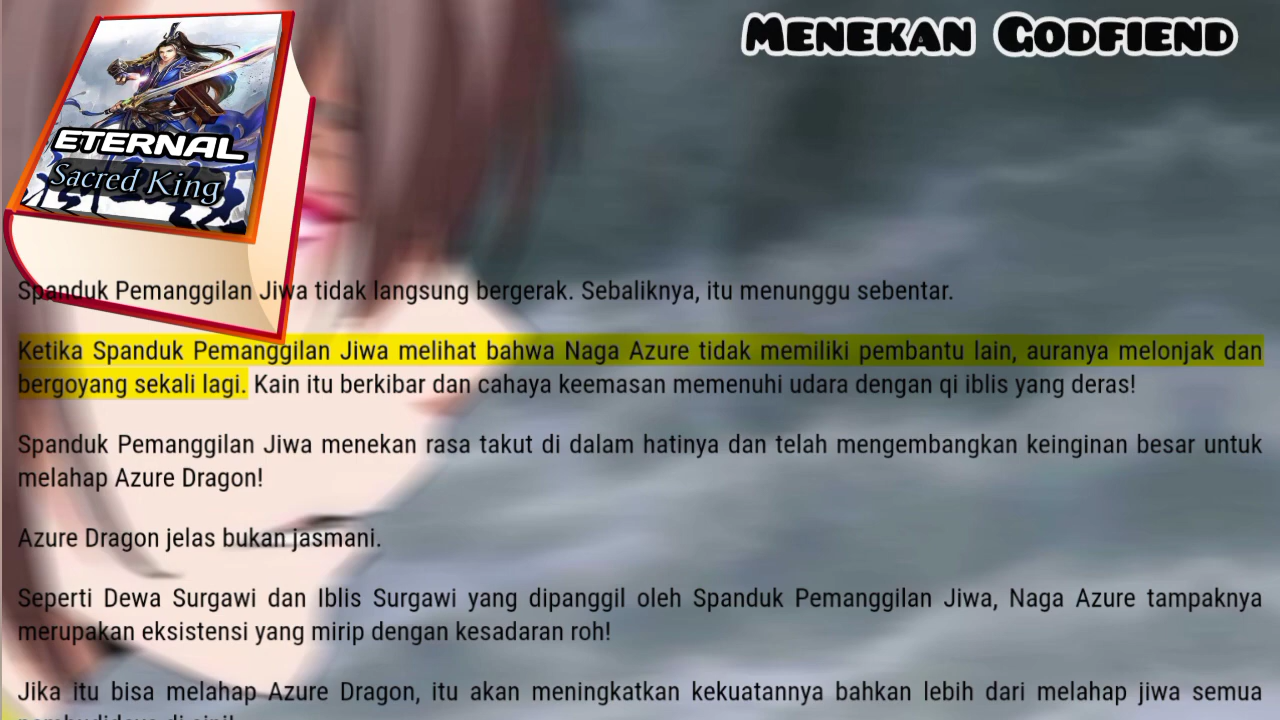 MENEKAN GODFIEND
ETERNAL
Sacred King
Spanduk Pemanggilan Jiwa tidak langsung bergerak. Sebaliknya, itu menunggu sebentar.
Ketika Spanduk Pemanggilan Jiwa melihat bahwa Naga Azure tidak memiliki pembantu lain, auranya melonjak dan
bergoyang sekali lagi. Kain itu berkibar dan cahaya keemasan memenuhi udara dengan qi iblis yang deras!
Spanduk Pemanggilan Jiwa menekan rasa takut di dalam hatinya dan telah mengembangkan keinginan besar untuk
melahap Azure Dragon!
Azure Dragon jelas bukan jasmani.
Seperti Dewa Surgawi dan Iblis Surgawi yang dipanggil oleh Spanduk Pemanggilan Jiwa, Naga Azure tampaknya
merupakan eksistensi yang mirip dengan kesadaran roh!
Jika itu bisa melahap Azure Dragon, itu akan meningkatkan kekuatannya bahkan lebih dari melahap jiwa semua